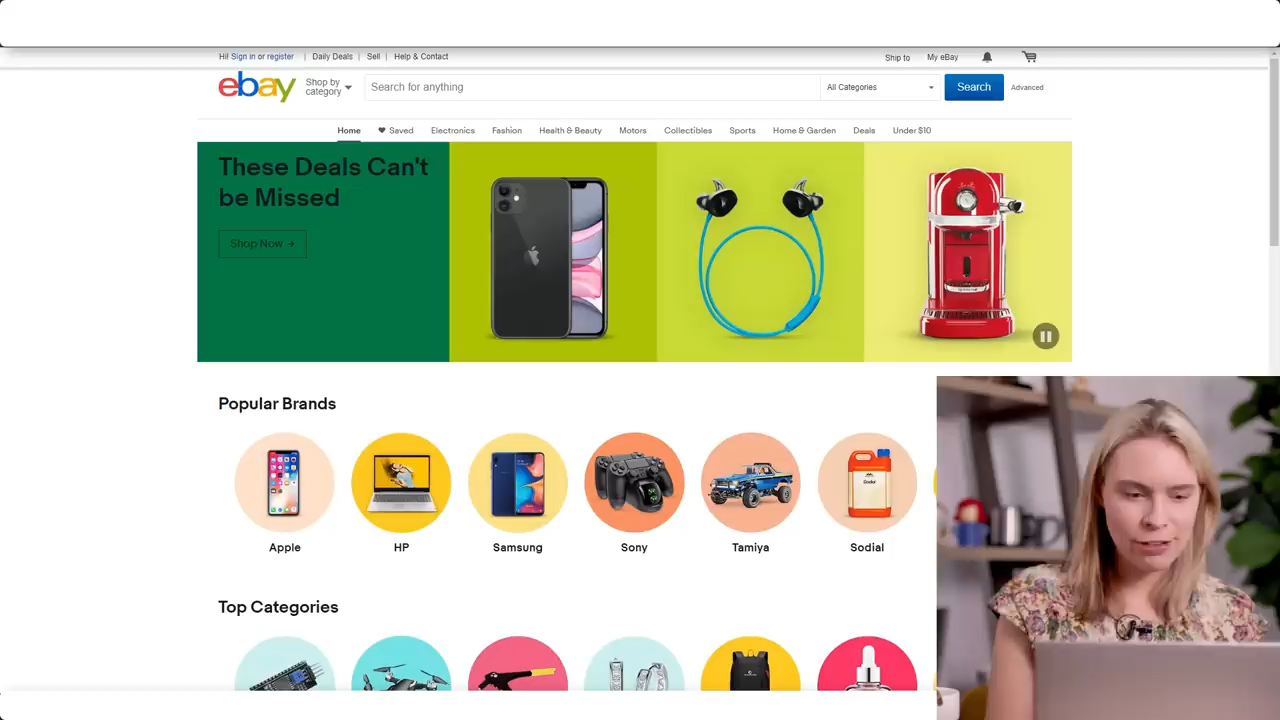 Hi! Sign in or register | Daily Deals | Sell | Help & Contact
Ship to My eBay
ebay
Shop by
category
Search for anything
All Categories
Search
Advanced
Home Saved Electronics Fashion Health & Beauty Motors Collectibles Sports Home & Garden Deals Under $10
These Deals Can't
be Missed
Shop Now →
Popular Brands
Sodial
Apple HP Samsung Sony Tamiya Sodial
Top Categories